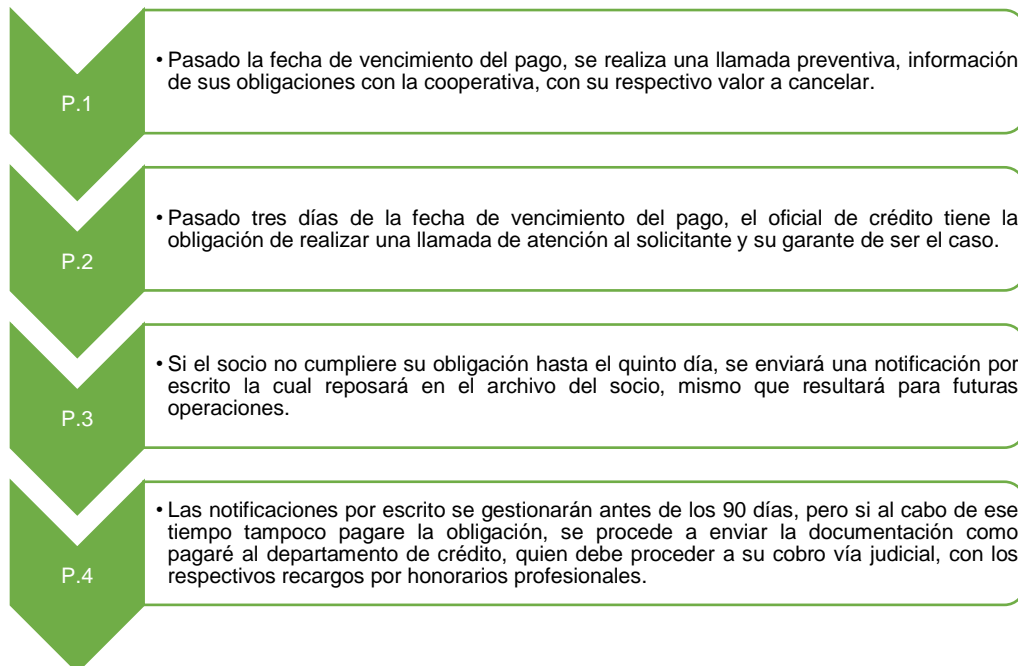 P.1
• Pasado la fecha de vencimiento del pago, se realiza una llamada preventiva, información
de sus obligaciones con la cooperativa, con su respectivo valor a cancelar.
P.2
• Pasado tres días de la fecha de vencimiento del pago, el oficial de crédito tiene la
obligación de realizar una llamada de atención al solicitante y su garante de ser el caso.
P.3
• Si el socio no cumpliere su obligación hasta el quinto día, se enviará una notificación por
escrito la cual reposará en el archivo del socio, mismo que resultará para futuras
operaciones.
P.4
• Las notificaciones por escrito se gestionarán antes de los 90 días, pero si al cabo de ese
tiempo tampoco pagare la obligación, se procede a enviar la documentación como
pagaré al departamento de crédito, quien debe proceder a su cobro vía judicial, con los
respectivos recargos por honorarios profesionales.